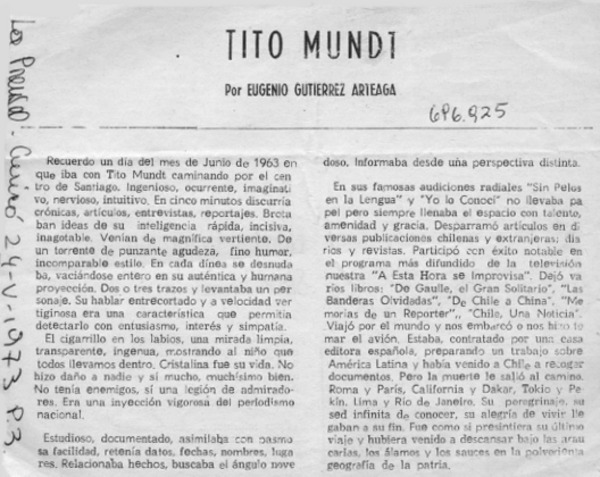 TITO MUNDT
Por EUGENIO GUTIERREZ ARTEAGA
696.925
La Prensa - Curicó 24-V-1973 P.3.
Recuerdo un día del mes de Junio de 1963 en
que iba con Tito Mundt caminando por el cen
tro de Santiago. Ingenioso, ocurrente, imaginati
vo, nervioso, intuitivo. En cinco minutos discurría
crónicas, artículos, entrevistas, reportajes. Brota
ban ideas de su inteligencia rápida, incisiva,
inagotable. Venían de magnífica vertiente. De
un torrente de punzante agudeza, fino humor,
incomparable estilo. En cada dínea se desnuda
ba, vaciándose entero en su auténtica y humana
proyección. Dos o tres trazos y levantaba un per
sonaje. Su hablar entrecortado y a velocidad ver
tiginosa era una característica que permitía
detectarlo con entusiasmo, interés y simpatía.
El cigarrillo en los labios, una mirada limpia,
transparente, ingenua, mostrando al niño que
todos llevamos dentro. Cristalina fue su vida. No
hizo daño a nadie y sí mucho, muchísimo bien.
No tenía enemigos, sí una legión de admirado-
res. Era una inyección vigorosa del periodismo
nacional.
Estudioso, documentado, asimilaba con pasmo
sa facilidad, retenía datos, fechas, nombres, luga
res. Relacionaba hechos, buscaba el ángulo nove
doso. Informaba desde una perspectiva distinta.
En sus famosas audiciones radiales "Sin Pelos
en la Lengua" y "Yo lo Conocí" no llevaba pa
pel pero siempre llenaba el espacio con talento,
amenidad y gracia. Desparramó artículos en di
versas publicaciones chilenas y extranjeras; dia
rios y revistas. Participó con éxito notable en
el programa más difundido de la televisión
nuestra "A Esta Hora se Improvisa". Dejó va
rios libros: "De Gaulle, el Gran Solitario", "Las
Banderas Olvidadas", "De Chile a China". "Me
morias de un Reporter",, "Chile, Una Noticia".
Viajó por el mundo y nos embarcó o nos hizo to
mar el avión. Estaba, contratado por una casa
editora española, preparando un trabajo sobre
América Latina y había venido a Chile a recoger
documentos. Pero la muerte le salió al camino.
Roma y París, California y Dakar, Tokio y Pe
kín, Lima y Río de Janeiro. Su peregrinaje, su
sed infinita de conocer, su alegría de vivir lle
gaban a su fin. Fue como si presintiera su último
viaje y hubiera venido a descansar bajo las arau
carias, los álamos y los sauces en la polvorienta
geografía de la patria.